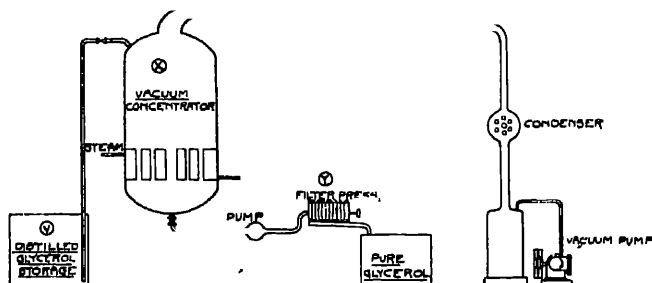 X
VACUUM
CONCENTRATOR
STEAM
V
DISTILLED
GLYCEROL
STORAGE
Y
FILTER PRESS.
PUMP
PURE
GLYCEROL
CONDENSER
VACUUM PUMP